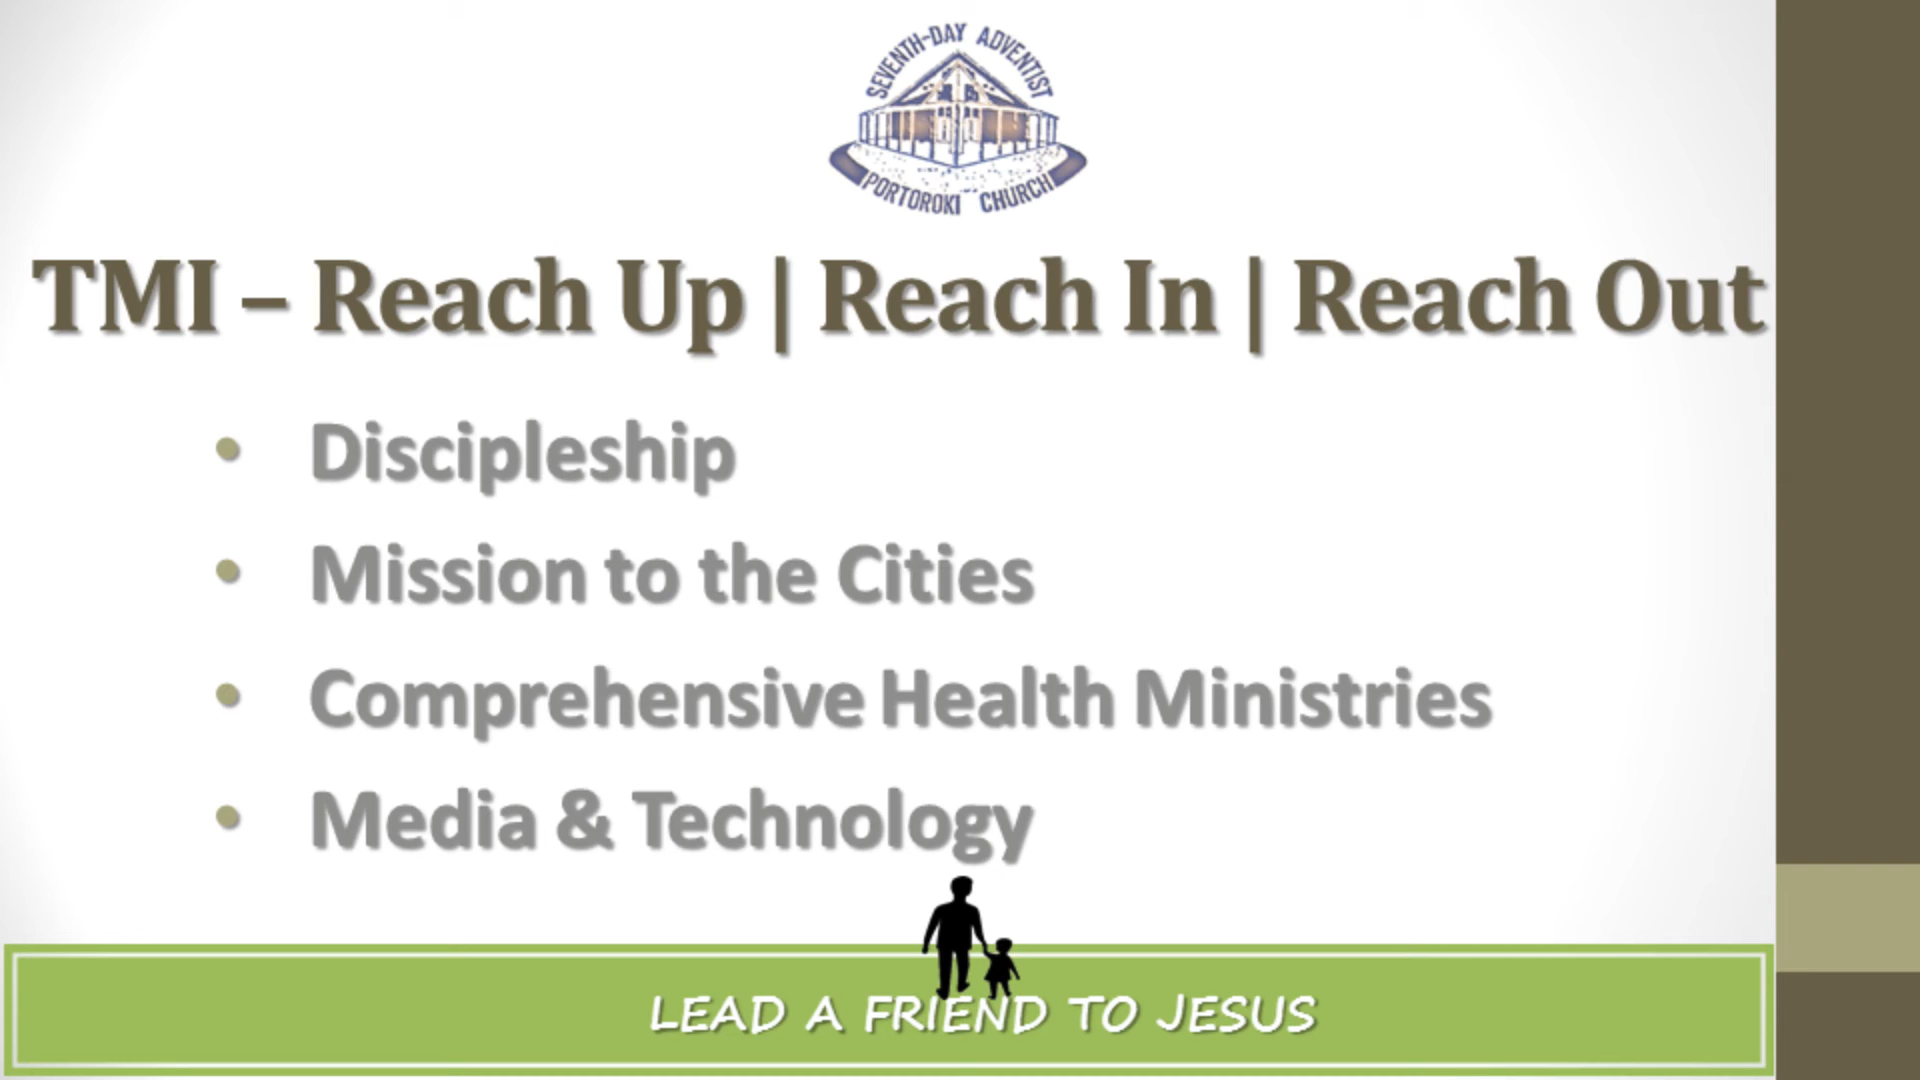 SEVENTH-DAY ADVENTIST
PORTOROKI CHURCH
TMI – Reach Up | Reach In | Reach Out
• Discipleship
• Mission to the Cities
• Comprehensive Health Ministries
• Media & Technology
LEAD A FRIEND TO JESUS